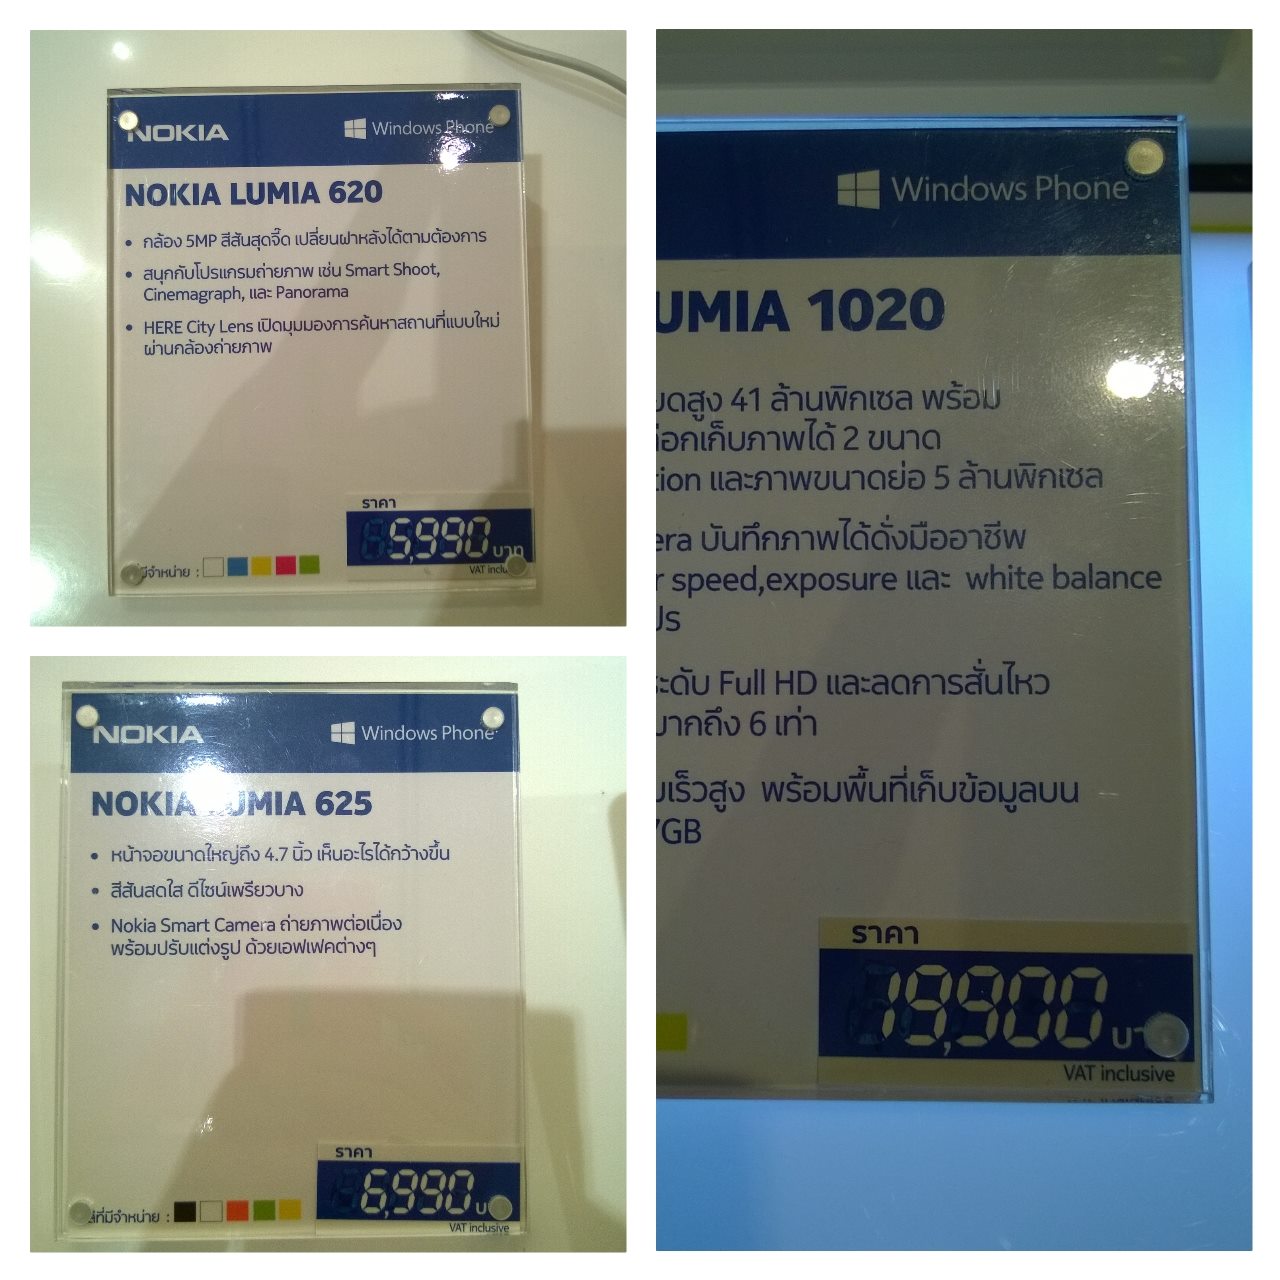 NOKIA
Windows Phone
NOKIA LUMIA 620
• กล้อง 5MP สีสันสุดจี๊ด เปลี่ยนฝาหลังได้ตามต้องการ
• สนุกกับโปรแกรมถ่ายภาพ เช่น Smart Shoot,
Cinemagraph, และ Panorama
• HERE City Lens เปิดมุมมองการค้นหาสถานที่แบบใหม่
ผ่านกล้องถ่ายภาพ
ราคา
5,990 บาท
มีจำหน่าย :
VAT
NOKIA
Windows Phone
NOKIA LUMIA 625
• หน้าจอขนาดใหญ่ถึง 4.7 นิ้ว เห็นอะไรได้กว้างขึ้น
• สีสันสดใส ดีไซน์เพรียวบาง
• Nokia Smart Camera ถ่ายภาพต่อเนื่อง
พร้อมปรับแต่งรูป ด้วยเอฟเฟคต่างๆ
ราคา
6,990
ที่มีจำหน่าย :
VAT inclusive
Windows Phone
UMIA 1020
สูง 41 ล้านพิกเซล พร้อม
เก็บภาพได้ 2 ขนาด
tion และภาพขนาดย่อ 5 ล้านพิกเซล
era บันทึกภาพได้ดั่งมืออาชีพ
r speed,exposure และ white balance
ระดับ Full HD และลดการสั่นไหว
มากถึง 6 เท่า
เร็วสูง พร้อมพื้นที่เก็บข้อมูลบน
7GB
ราคา
19,900
VAT inclusive